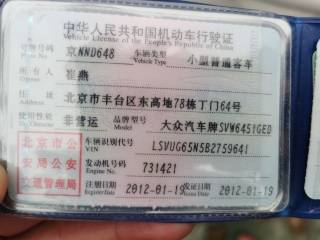 中华人民共和国机动车行驶证
Vehicle License of the People's Republic of China
号牌号码 京NND648 车辆类型 小型普通客车
Plate No. Vehicle Type
所有人 崔燕
Owner
住址 北京市丰台区东高地78栋丁门64号
Address
使用性质 非营运 品牌型号 大众汽车牌SVW6451GED
北京市公安局公安交通管理局
车辆识别代号 LSVUG65N5B2759641
VIN
发动机号码 731421
Engine No.
注册日期 2012-01-19 发证日期 2012-01-19
Register Date Issue Date